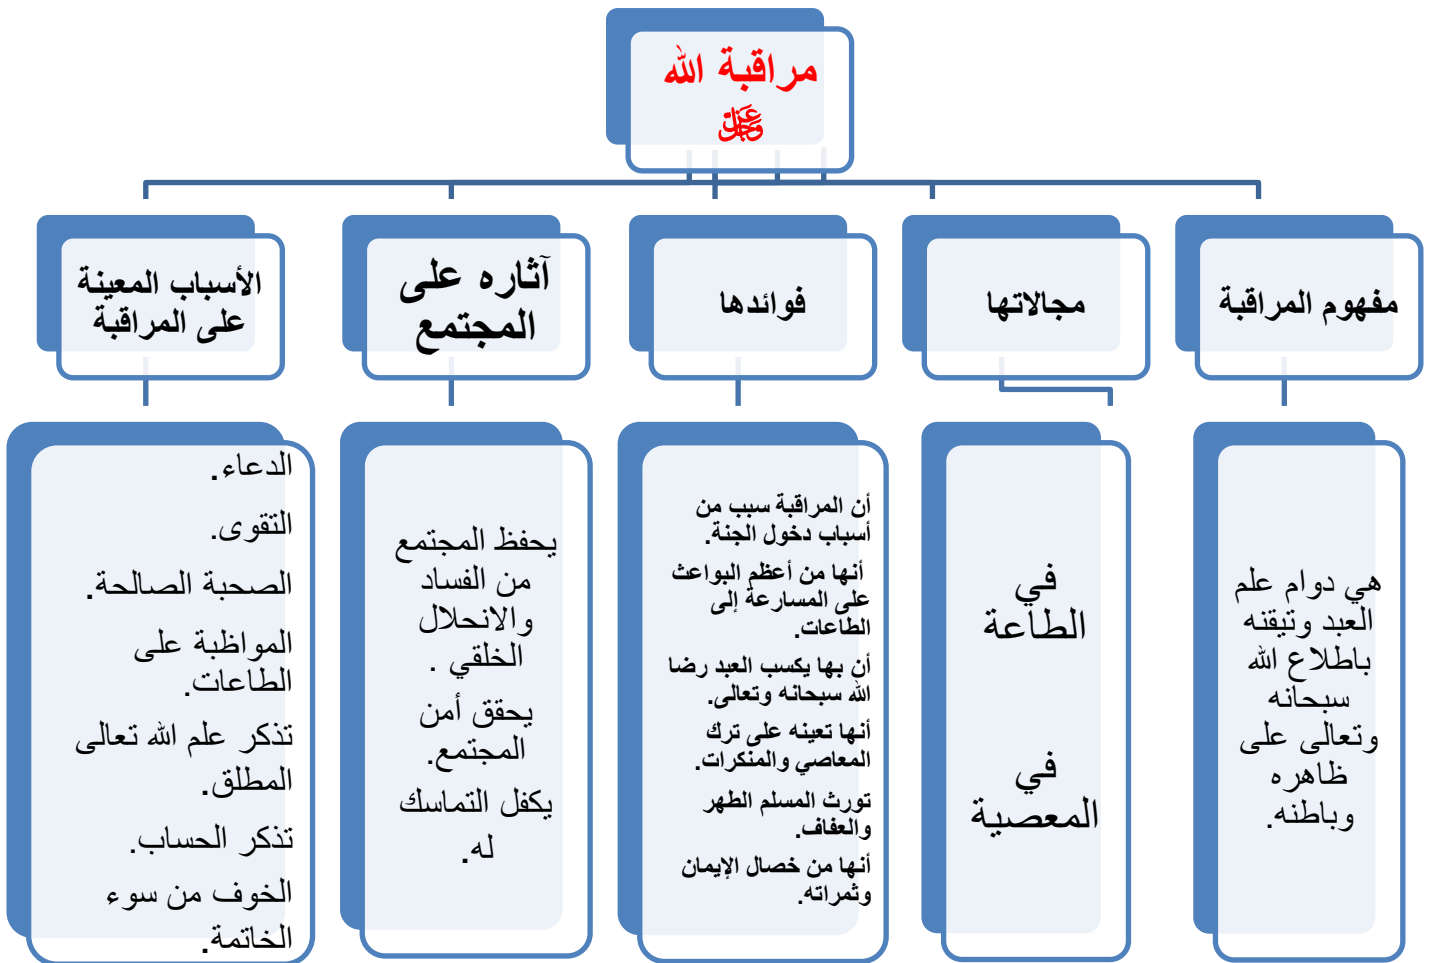 مراقبة الله
عَزَّ وَجَلَّ
مفهوم المراقبة
مجالاتها
فوائدها
آثاره على
المجتمع
الأسباب المعينة
على المراقبة
هي دوام علم
العبد وتيقنه
باطلاع الله
سبحانه
وتعالى على
ظاهره
وباطنه.
في
الطاعة
في
المعصية
أن المراقبة سبب من
أسباب دخول الجنة.
أنها من أعظم البواعث
على المسارعة إلى
الطاعات.
أن بها يكسب العبد رضا
الله سبحانه وتعالى.
أنها تعينه على ترك
المعاصي والمنكرات.
تورث المسلم الطهر
والعفاف.
أنها من خصال الإيمان
وثمراته.
يحفظ المجتمع
من الفساد
والانحلال
الخلقي .
يحقق أمن
المجتمع.
يكفل التماسك
له.
الدعاء.
التقوى.
الصحبة الصالحة.
المواظبة على
الطاعات.
تذكر علم الله تعالى
المطلق.
تذكر الحساب.
الخوف من سوء
الخاتمة.